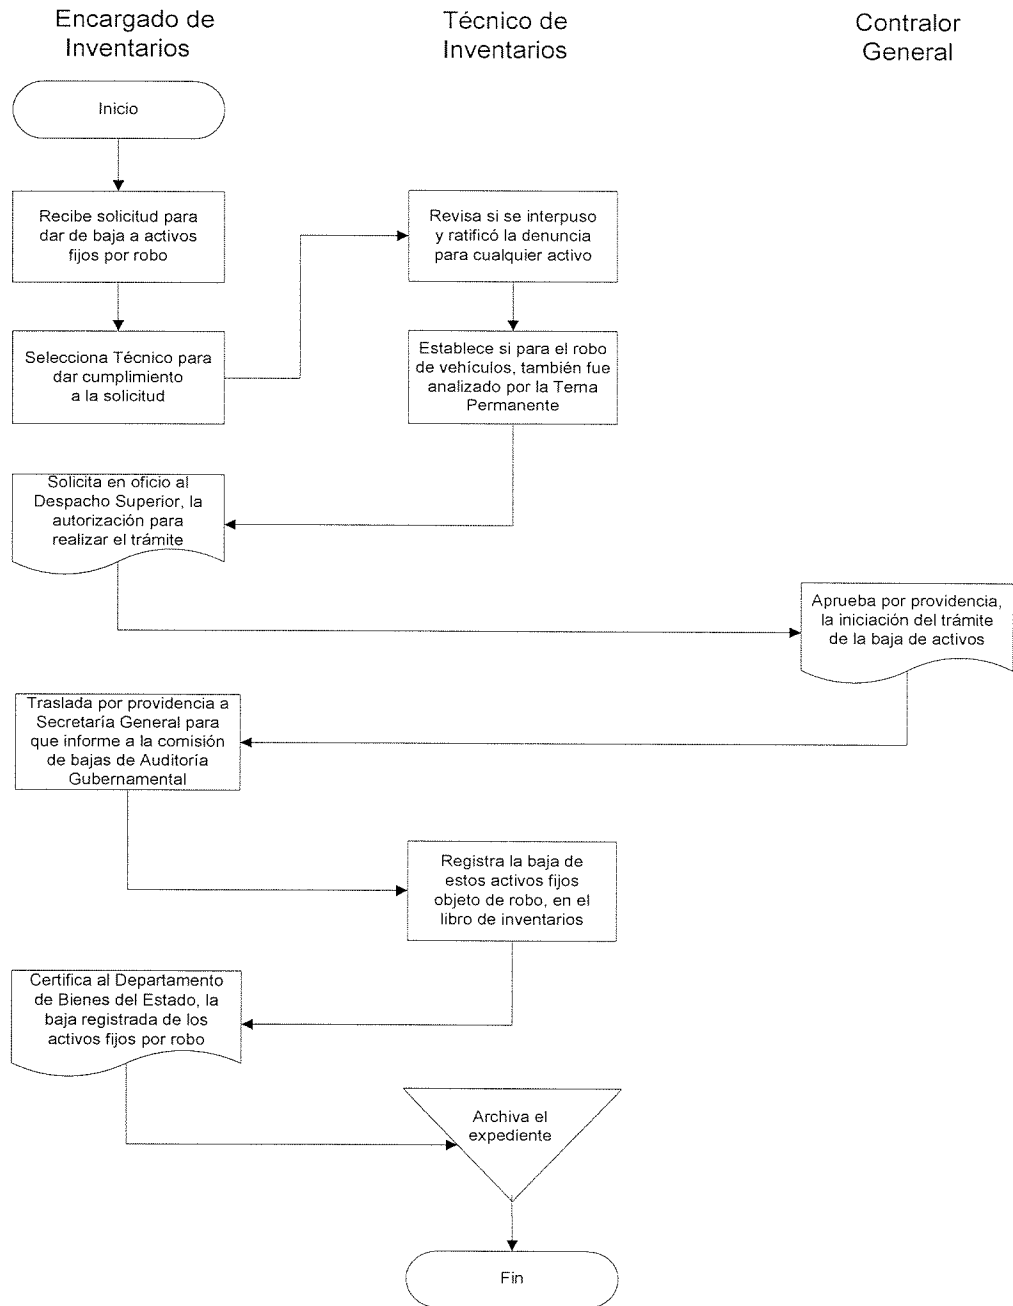 Encargado de
Inventarios
Técnico de
Inventarios
Contralor
General
Inicio
Recibe solicitud para
dar de baja a activos
fijos por robo
Revisa si se interpuso
y ratificó la denuncia
para cualquier activo
Selecciona Técnico para
dar cumplimiento
a la solicitud
Establece si para el robo
de vehículos, también fue
analizado por la Terna
Permanente
Solicita en oficio al
Despacho Superior, la
autorización para
realizar el trámite
Aprueba por providencia,
la iniciación del trámite
de la baja de activos
Traslada por providencia a
Secretaría General para
que informe a la comisión
de bajas de Auditoría
Gubernamental
Registra la baja de
estos activos fijos
objeto de robo, en el
libro de inventarios
Certifica al Departamento
de Bienes del Estado, la
baja registrada de los
activos fijos por robo
Archiva el
expediente
Fin